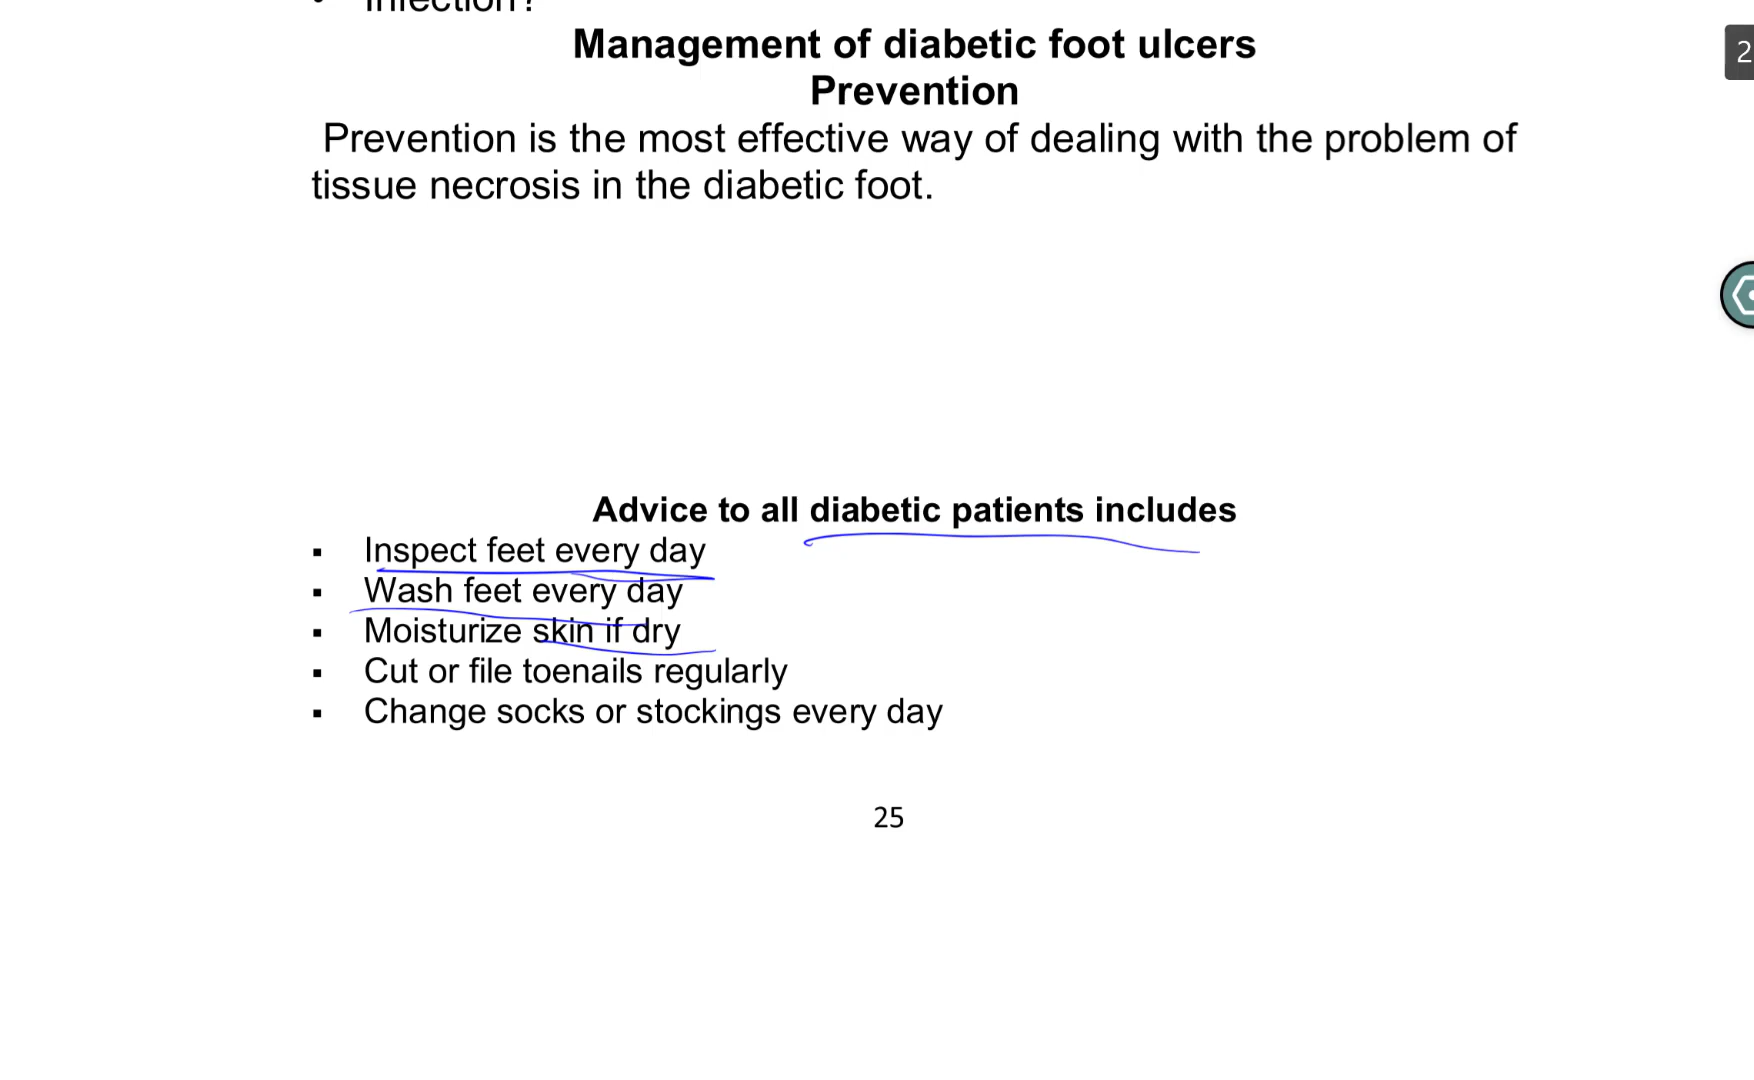 Management of diabetic foot ulcers
Prevention
Prevention is the most effective way of dealing with the problem of
tissue necrosis in the diabetic foot.
Advice to all diabetic patients includes
▪ Inspect feet every day
▪ Wash feet every day
▪ Moisturize skin if dry
▪ Cut or file toenails regularly
▪ Change socks or stockings every day
25